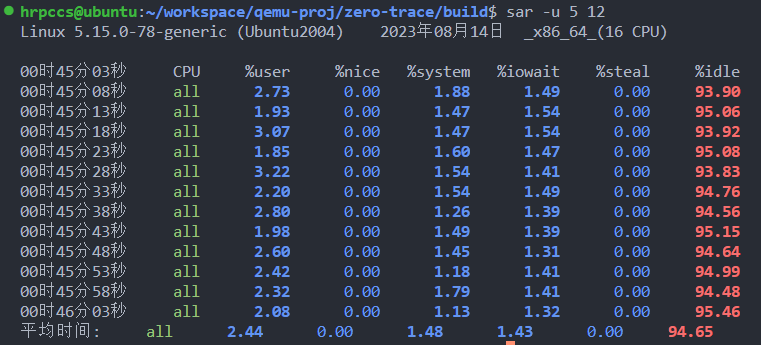 hrpccs@ubuntu:~/workspace/qemu-proj/zero-trace/build$ sar -u 5 12
Linux 5.15.0-78-generic (Ubuntu2004) 2023年08月14日 _x86_64_(16 CPU)
00时45分03秒 CPU %user %nice %system %iowait %steal %idle
00时45分08秒 all 2.73 0.00 1.88 1.49 0.00 93.90
00时45分13秒 all 1.93 0.00 1.47 1.54 0.00 95.06
00时45分18秒 all 3.07 0.00 1.47 1.54 0.00 93.92
00时45分23秒 all 1.85 0.00 1.60 1.47 0.00 95.08
00时45分28秒 all 3.22 0.00 1.54 1.41 0.00 93.83
00时45分33秒 all 2.20 0.00 1.54 1.49 0.00 94.76
00时45分38秒 all 2.80 0.00 1.26 1.39 0.00 94.56
00时45分43秒 all 1.98 0.00 1.49 1.39 0.00 95.15
00时45分48秒 all 2.60 0.00 1.45 1.31 0.00 94.64
00时45分53秒 all 2.42 0.00 1.18 1.41 0.00 94.99
00时45分58秒 all 2.32 0.00 1.79 1.41 0.00 94.48
00时46分03秒 all 2.08 0.00 1.13 1.32 0.00 95.46
平均时间: all 2.44 0.00 1.48 1.43 0.00 94.65